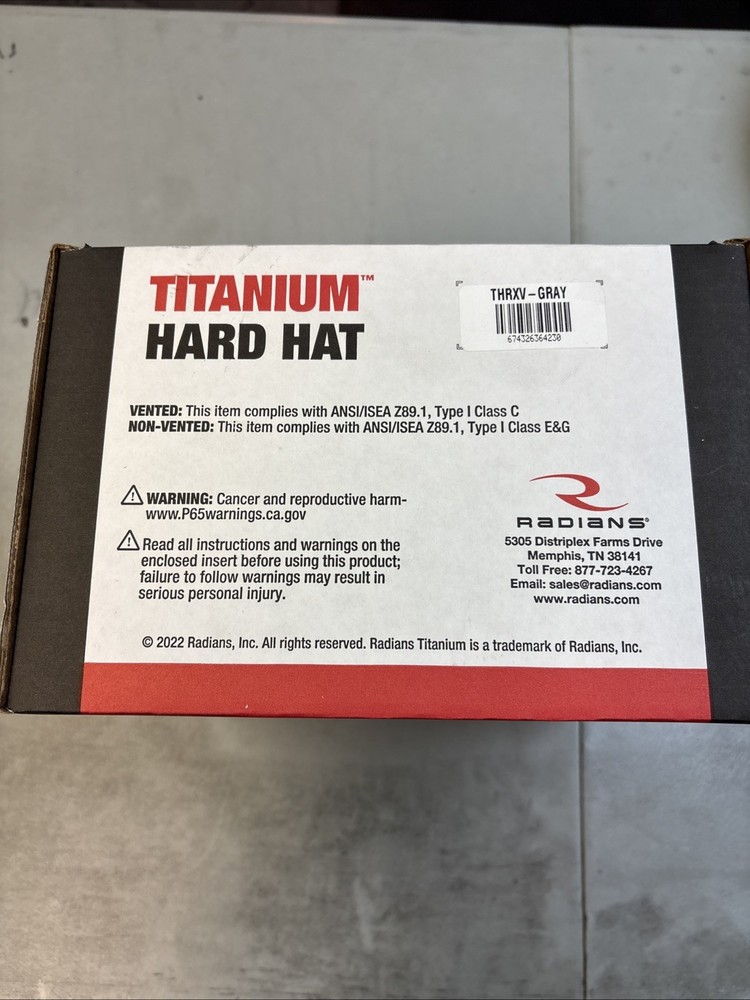 TITANIUM™
HARD HAT
THRXV-GRAY
674326364230
VENTED: This item complies with ANSI/ISEA Z89.1, Type I Class C
NON-VENTED: This item complies with ANSI/ISEA Z89.1, Type I Class E&G
WARNING: Cancer and reproductive harm-
www.P65warnings.ca.gov
Read all instructions and warnings on the
enclosed insert before using this product;
failure to follow warnings may result in
serious personal injury.
RADIANS®
5305 Distriplex Farms Drive
Memphis, TN 38141
Toll Free: 877-723-4267
Email: sales@radians.com
www.radians.com
© 2022 Radians, Inc. All rights reserved. Radians Titanium is a trademark of Radians, Inc.